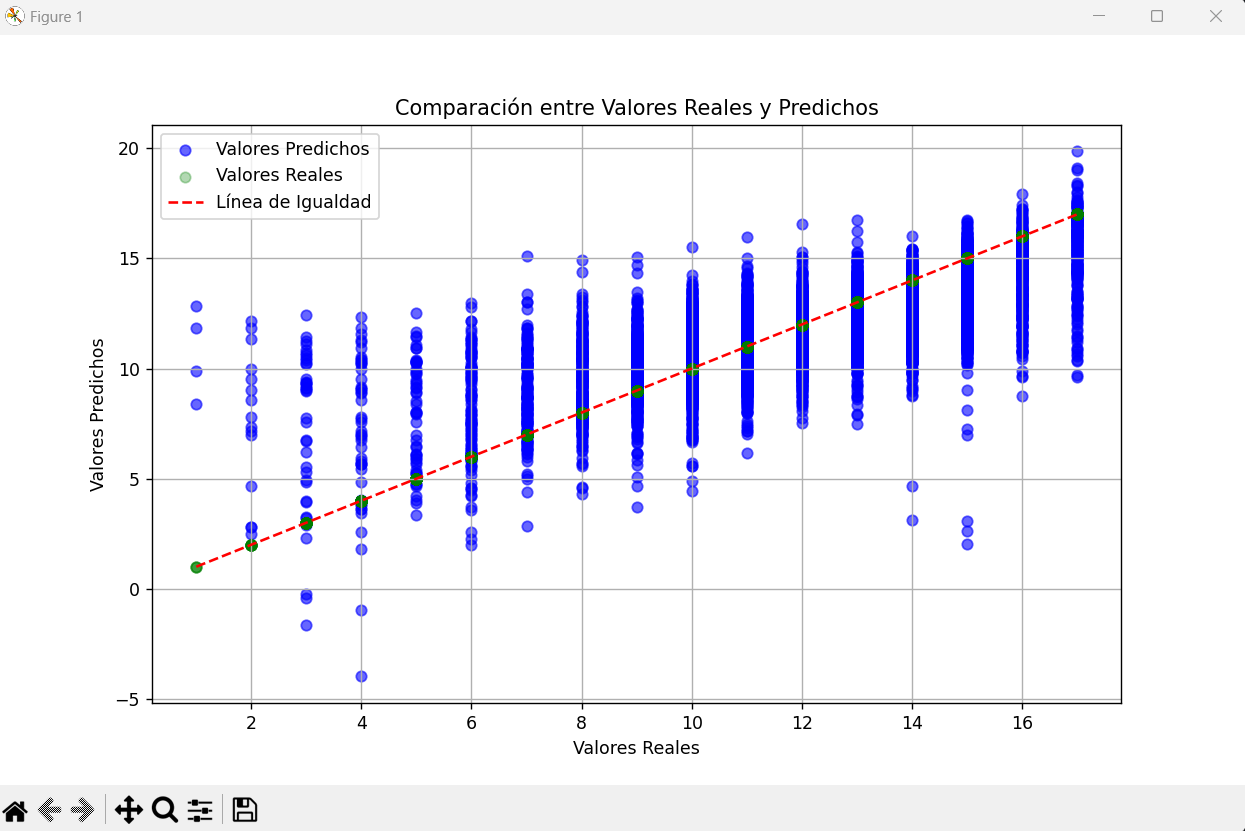 Figure 1
Comparación entre Valores Reales y Predichos
Valores Predichos
Valores Reales
Línea de Igualdad
20
15
10
5
0
−5
Valores Predichos
2 4 6 8 10 12 14 16
Valores Reales